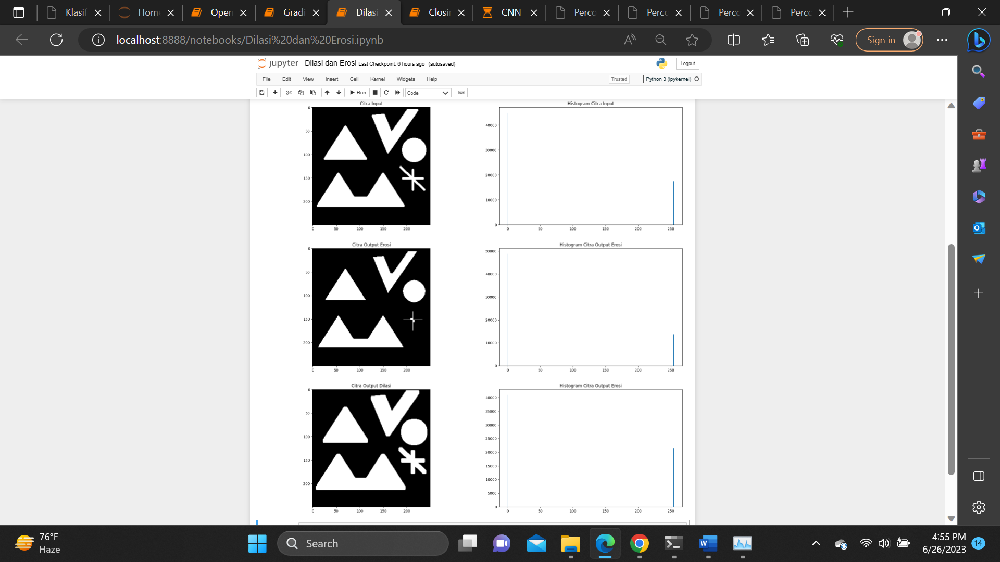 Klasif
Hom
Open
Gradi
Dilasi
Closi
CNN
Perco
Perco
Perco
Perco
localhost:8888/notebooks/Dilasi%20dan%20Erosi.ipynb
Sign in
jupyter Dilasi dan Erosi Last Checkpoint: 6 hours ago (autosaved)
Logout
File Edit View Insert Cell Kernel Widgets Help
Trusted
Python 3 (ipykernel)
Run
Code
Citra Input
0
50
100
150
200
0 50 100 150 200
Histogram Citra Input
40000
30000
20000
10000
0
0 50 100 150 200 250
Citra Output Erosi
0
50
100
150
200
0 50 100 150 200
Histogram Citra Output Erosi
50000
40000
30000
20000
10000
0
0 50 100 150 200 250
Citra Output Dilasi
0
50
100
150
200
0 50 100 150 200
Histogram Citra Output Erosi
40000
35000
30000
25000
20000
15000
10000
5000
0
0 50 100 150 200 250
76°F
Haze
Search
4:55 PM
6/26/2023
14